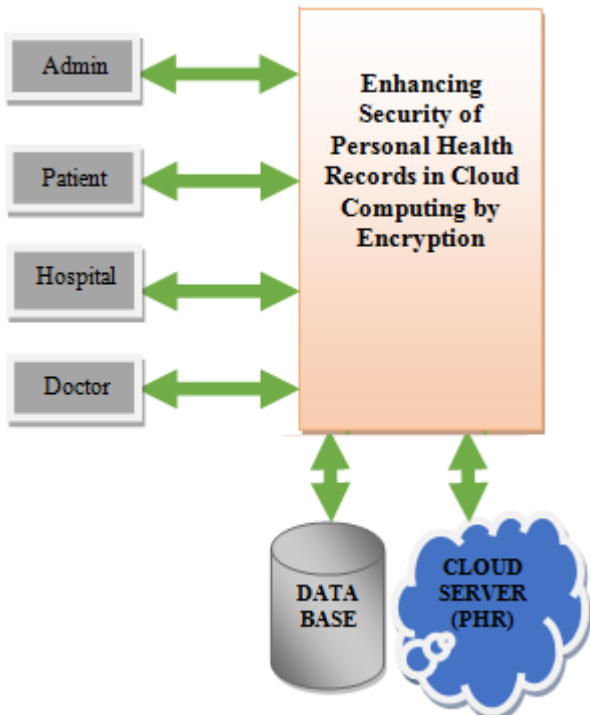 Admin
Patient
Hospital
Doctor
Enhancing
Security of
Personal Health
Records in Cloud
Computing by
Encryption
DATA
BASE
CLOUD
SERVER
(PHR)